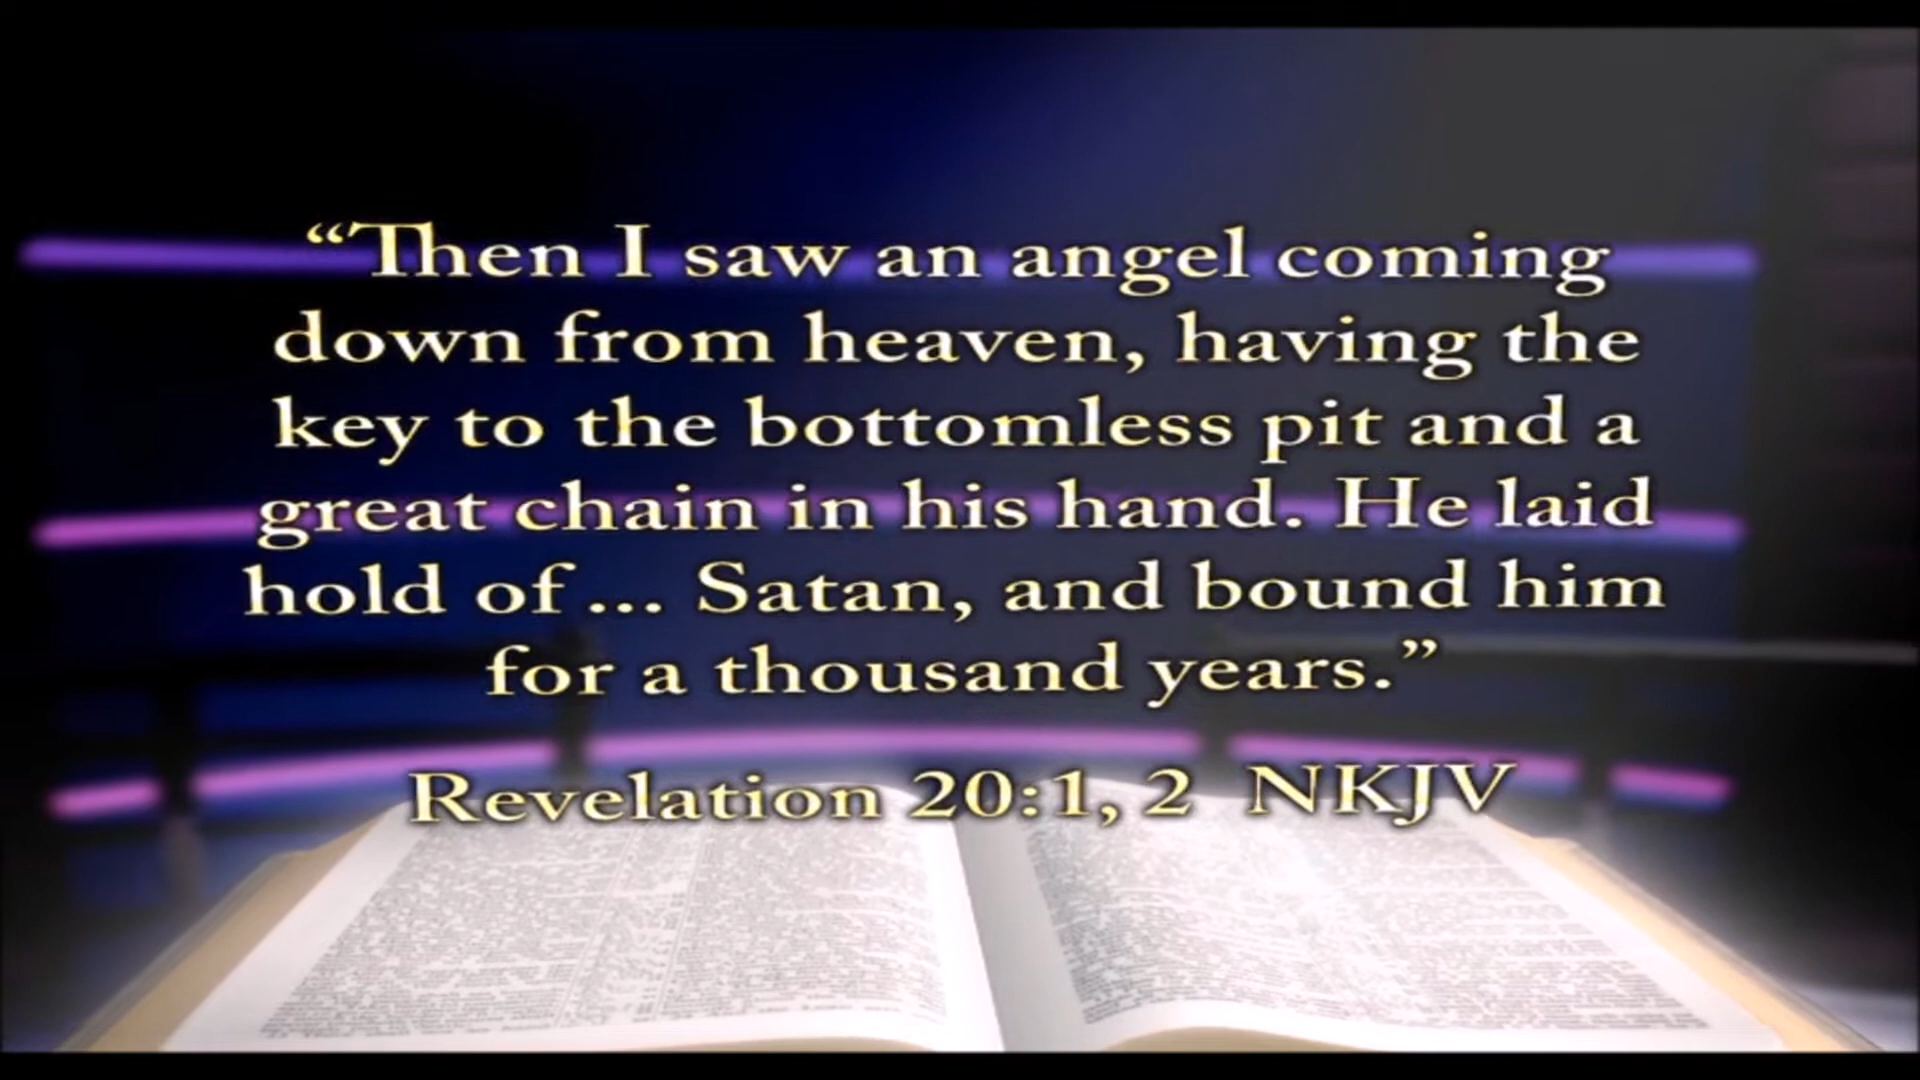 “Then I saw an angel coming
down from heaven, having the
key to the bottomless pit and a
great chain in his hand. He laid
hold of ... Satan, and bound him
for a thousand years.”
Revelation 20:1, 2 NKJV